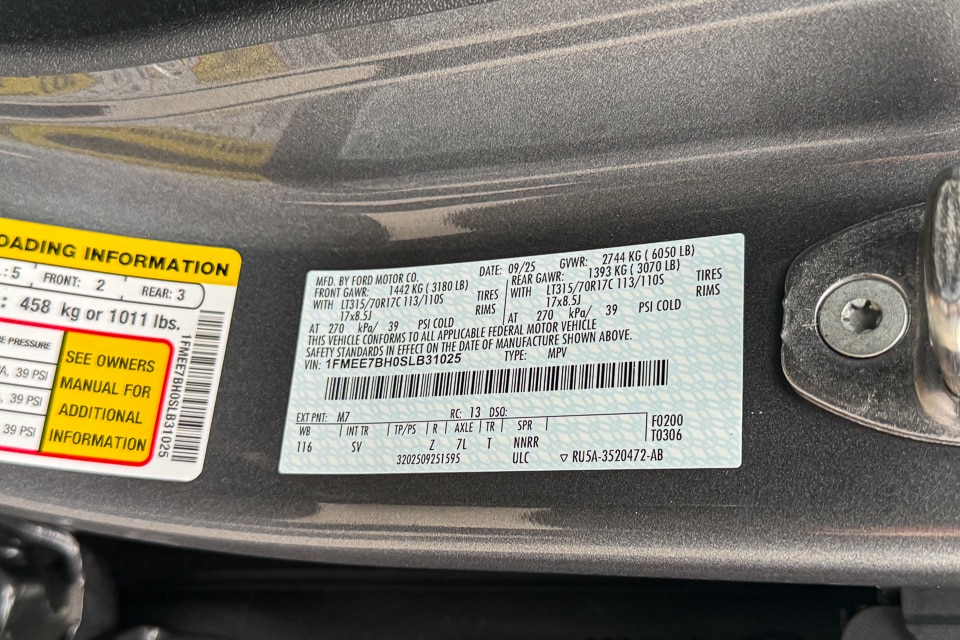 OADING INFORMATION
:5 FRONT: 2 REAR: 3
: 458 kg or 1011 lbs.
E PRESSURE
A, 39 PSI
A, 39 PSI
39 PSI
SEE OWNERS
MANUAL FOR
ADDITIONAL
INFORMATION
1FMEE7BH0SLB31025
MFD. BY FORD MOTOR CO. DATE: 09/25 GVWR: 2744 KG ( 6050 LB)
FRONT GAWR: 1442 KG ( 3180 LB) REAR GAWR: 1393 KG ( 3070 LB)
WITH LT315/70R17C 113/110S TIRES WITH LT315/70R17C 113/110S TIRES
17x8.5J RIMS 17x8.5J RIMS
AT 270 kPa/ 39 PSI COLD AT 270 kPa/ 39 PSI COLD
THIS VEHICLE CONFORMS TO ALL APPLICABLE FEDERAL MOTOR VEHICLE
SAFETY STANDARDS IN EFFECT ON THE DATE OF MANUFACTURE SHOWN ABOVE.
VIN: 1FMEE7BH0SLB31025 TYPE: MPV
EXT PNT: M7 RC: 13 DSO:
WB INT TR TP/PS R AXLE TR SPR F0200
116 SV Z 7L T NNRR T0306
3202509251595 ULC ▽ RU5A-3520472-AB